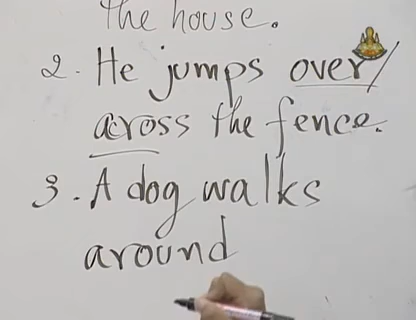 the house.
2. He jumps over/
across the fence.
3. A dog walks
around